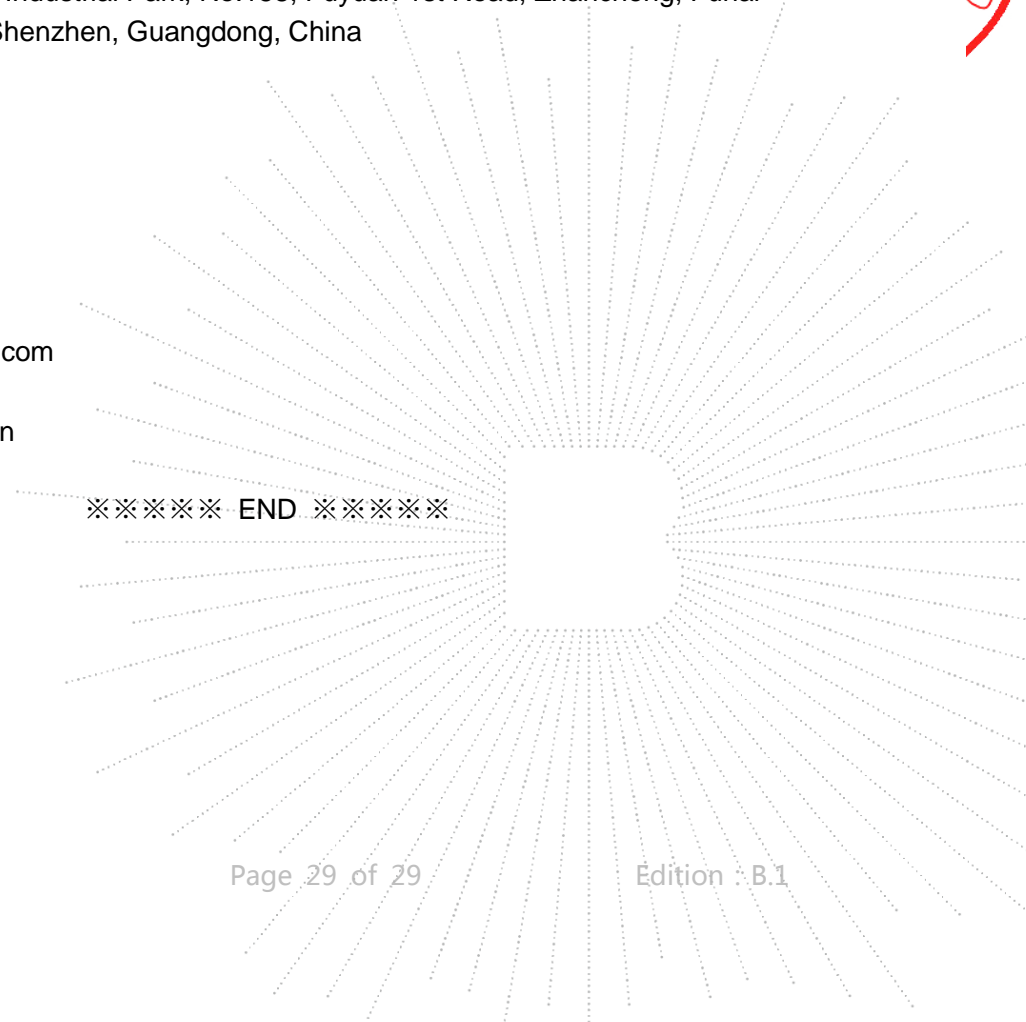 Shenzhen, Guangdong, China
com
n
※※※※※ END ※※※※※
Page 29 of 29 Edition : B.1